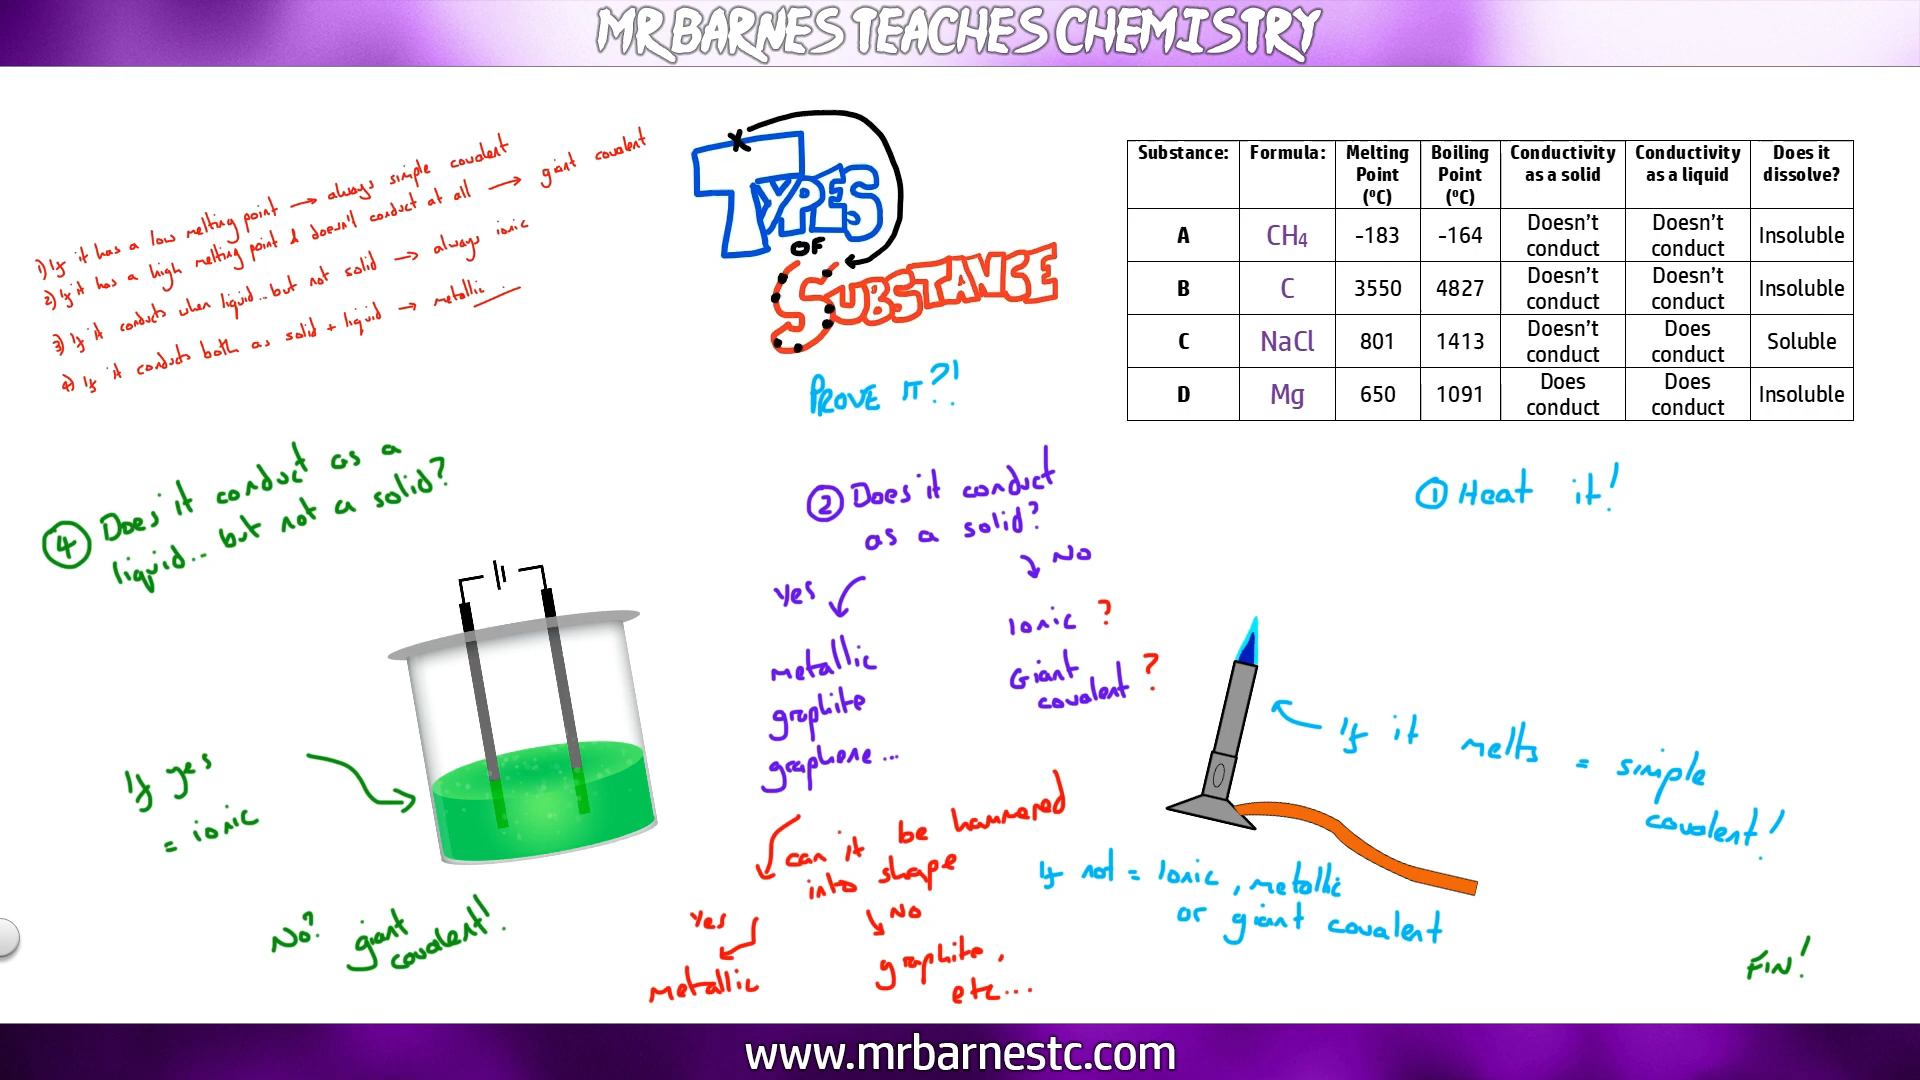 MR BARNES TEACHES CHEMISTRY
1) If it has a low melting point → always simple covalent
2) If it has a high melting point & doesn't conduct at all → giant covalent
3) If it conducts when liquid.. but not solid → always ionic
4) If it conducts both as solid + liquid → metallic
TYPES
OF
SUBSTANCE
PROVE IT?!
Substance: Formula: Melting Point (ºC) Boiling Point (ºC) Conductivity as a solid Conductivity as a liquid Does it dissolve?
A CH4 -183 -164 Doesn't conduct Doesn't conduct Insoluble
B C 3550 4827 Doesn't conduct Doesn't conduct Insoluble
C NaCl 801 1413 Doesn't conduct Does conduct Soluble
D Mg 650 1091 Does conduct Does conduct Insoluble
① Heat it!
If it melts = simple
covalent!
If not = Ionic, metallic
or giant covalent
② Does it conduct
as a solid?
Yes
No
metallic
graphite
graphene...
Ionic ?
Giant
covalent ?
can it be hammered
into shape
Yes
No
metallic
graphite,
etc...
④ Does it conduct as a
liquid.. but not a solid?
If yes
= ionic
No? giant
covalent!
FIN!
www.mrbarnestc.com